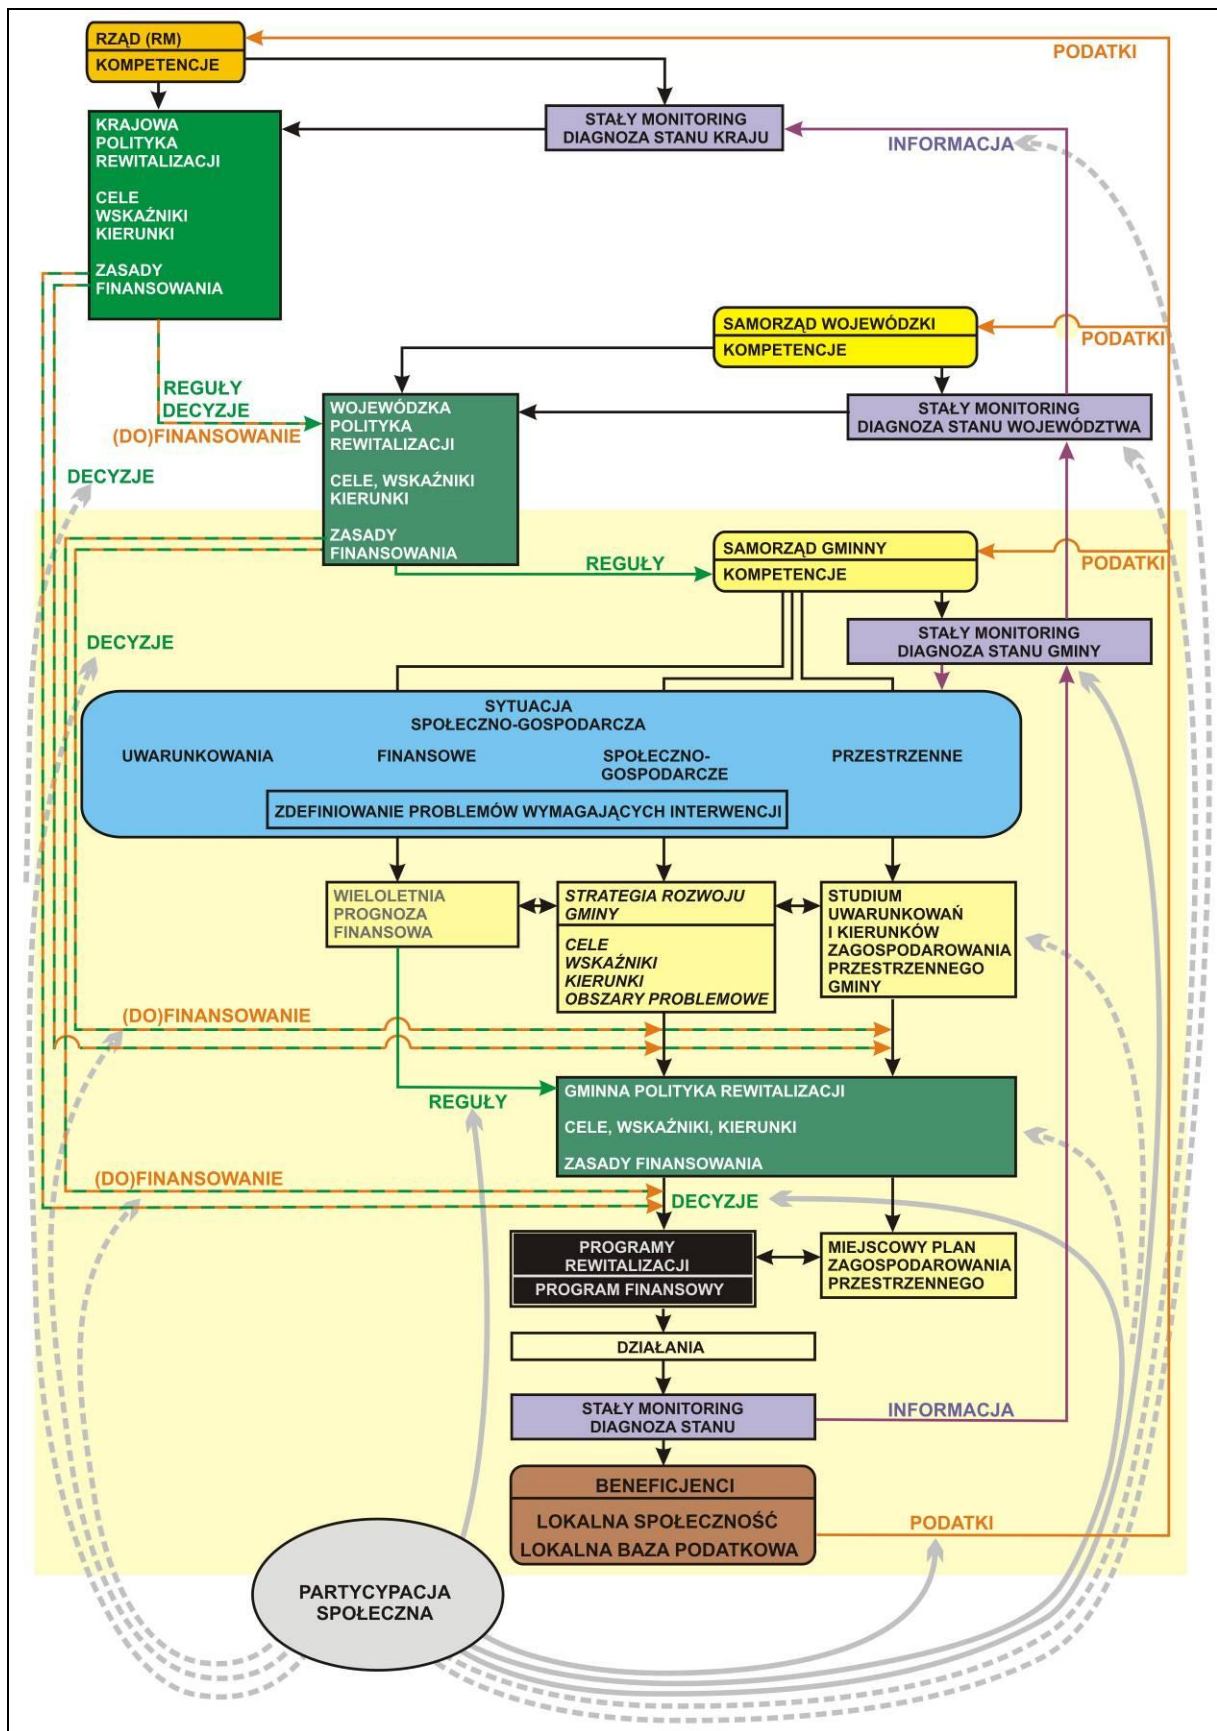 RZĄD (RM)
KOMPETENCJE
PODATKI
KRAJOWA
POLITYKA
REWITALIZACJI
CELE
WSKAŹNIKI
KIERUNKI
ZASADY
FINANSOWANIA
STAŁY MONITORING
DIAGNOZA STANU KRAJU
INFORMACJA
SAMORZĄD WOJEWÓDZKI
KOMPETENCJE
PODATKI
REGUŁY
DECYZJE
(DO)FINANSOWANIE
WOJEWÓDZKA
POLITYKA
REWITALIZACJI
CELE, WSKAŹNIKI
KIERUNKI
ZASADY
FINANSOWANIA
STAŁY MONITORING
DIAGNOZA STANU WOJEWÓDZTWA
DECYZJE
REGUŁY
SAMORZĄD GMINNY
KOMPETENCJE
PODATKI
DECYZJE
STAŁY MONITORING
DIAGNOZA STANU GMINY
SYTUACJA
SPOŁECZNO-GOSPODARCZA
UWARUNKOWANIA
FINANSOWE
SPOŁECZNO-
GOSPODARCZE
PRZESTRZENNE
ZDEFINIOWANIE PROBLEMÓW WYMAGAJĄCYCH INTERWENCJI
WIELOLETNIA
PROGNOZA
FINANSOWA
STRATEGIA ROZWOJU
GMINY
CELE
WSKAŹNIKI
KIERUNKI
OBSZARY PROBLEMOWE
STUDIUM
UWARUNKOWAŃ
I KIERUNKÓW
ZAGOSPODAROWANIA
PRZESTRZENNEGO
GMINY
(DO)FINANSOWANIE
REGUŁY
GMINNA POLITYKA REWITALIZACJI
CELE, WSKAŹNIKI, KIERUNKI
ZASADY FINANSOWANIA
(DO)FINANSOWANIE
DECYZJE
PROGRAMY
REWITALIZACJI
PROGRAM FINANSOWY
MIEJSCOWY PLAN
ZAGOSPODAROWANIA
PRZESTRZENNEGO
DZIAŁANIA
STAŁY MONITORING
DIAGNOZA STANU
INFORMACJA
BENEFICJENCI
LOKALNA SPOŁECZNOŚĆ
LOKALNA BAZA PODATKOWA
PODATKI
PARTYCYPACJA
SPOŁECZNA